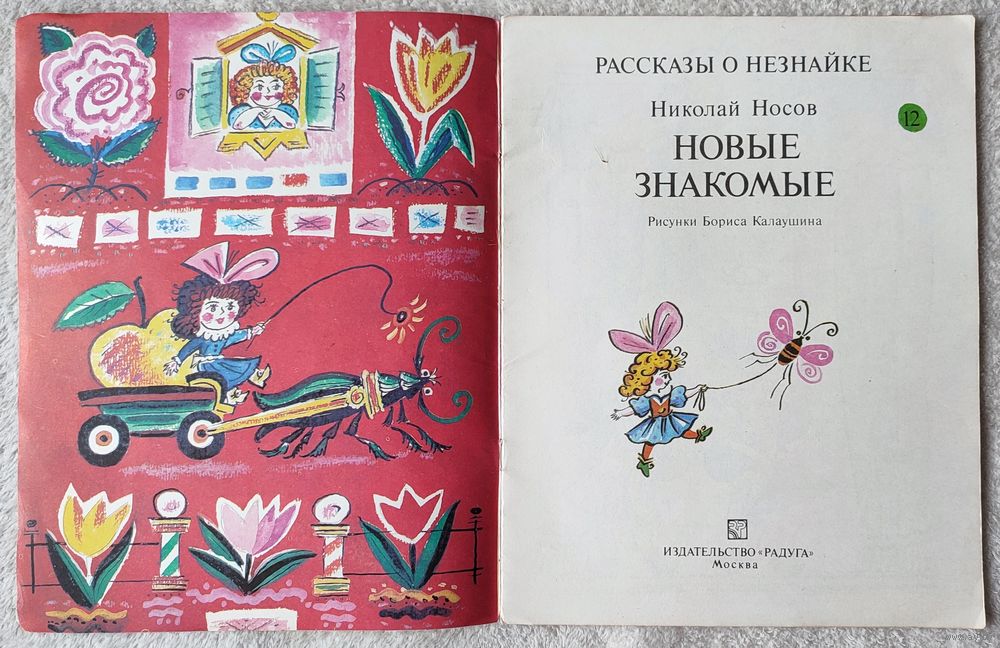 РАССКАЗЫ О НЕЗНАЙКЕ
Николай Носов
12
НОВЫЕ
ЗНАКОМЫЕ
Рисунки Бориса Калаушина
ИЗДАТЕЛЬСТВО «РАДУГА»
Москва